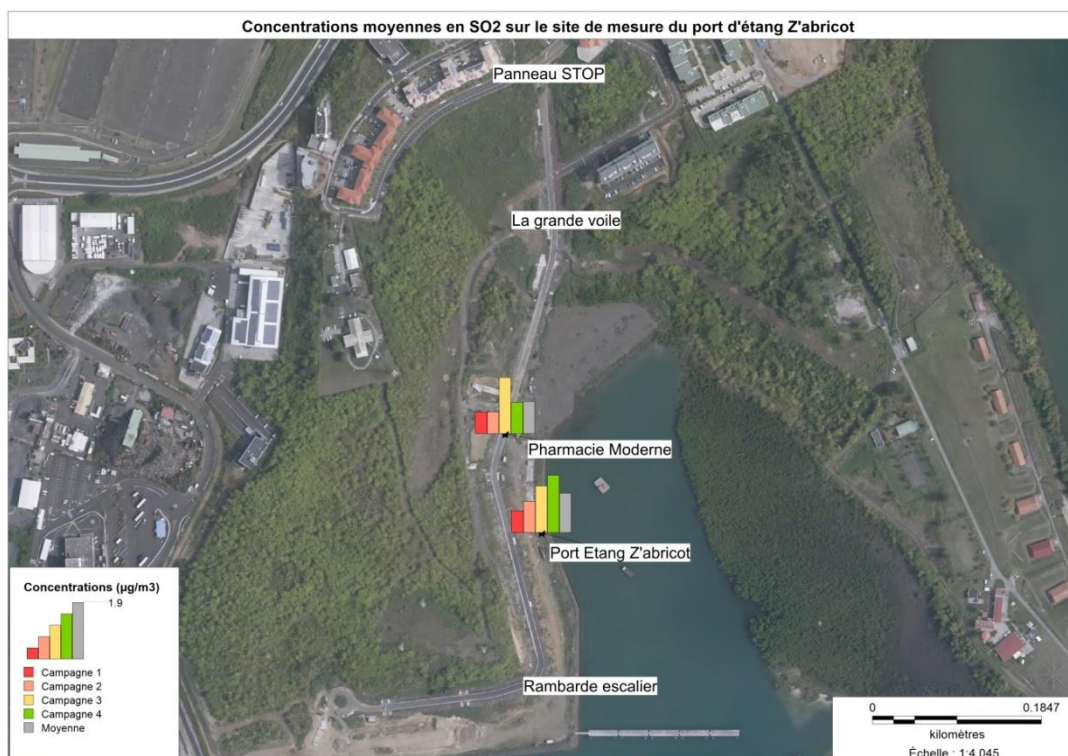 Concentrations moyennes en SO2 sur le site de mesure du port d'étang Z'abricot
Panneau STOP
La grande voile
Pharmacie Moderne
Port Etang Z'abricot
Rambarde escalier
Concentrations (µg/m3)
1.9
Campagne 1
Campagne 2
Campagne 3
Campagne 4
Moyenne
0 0.1847
kilomètres
Échelle : 1:4 045